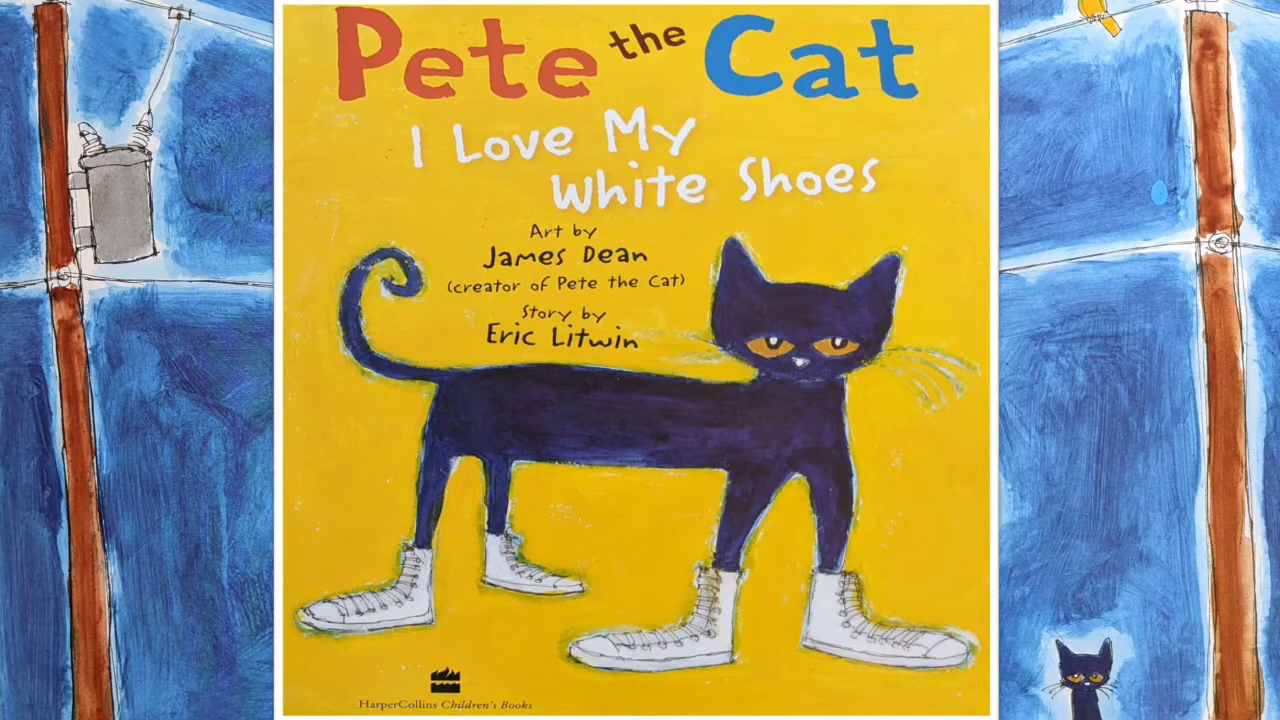 Pete the Cat
I Love My
White Shoes
Art by
James Dean
(creator of Pete the Cat)
Story by
Eric Litwin
HarperCollins Children's Books